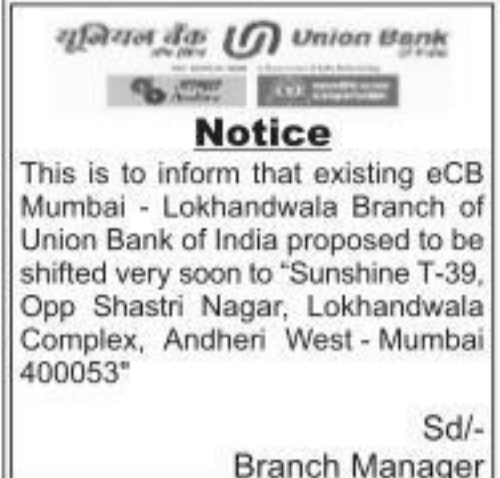 यूनियन बैंक Union Bank
of India
Notice
This is to inform that existing eCB
Mumbai - Lokhandwala Branch of
Union Bank of India proposed to be
shifted very soon to “Sunshine T-39,
Opp Shastri Nagar, Lokhandwala
Complex, Andheri West - Mumbai
400053"
Sd/-
Branch Manager